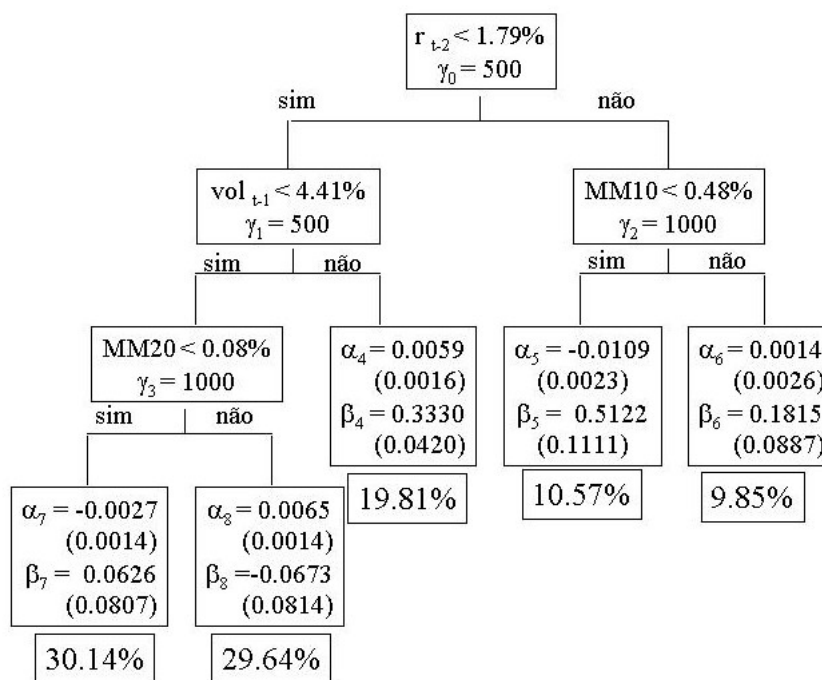 r t-2 < 1.79%
γ0 = 500
sim
não
vol t-1 < 4.41%
γ1 = 500
MM10 < 0.48%
γ2 = 1000
sim
não
sim
não
MM20 < 0.08%
γ3 = 1000
α4 = 0.0059
(0.0016)
β4 = 0.3330
(0.0420)
19.81%
α5 = -0.0109
(0.0023)
β5 = 0.5122
(0.1111)
10.57%
α6 = 0.0014
(0.0026)
β6 = 0.1815
(0.0887)
9.85%
sim
não
α7 = -0.0027
(0.0014)
β7 = 0.0626
(0.0807)
30.14%
α8 = 0.0065
(0.0014)
β8 =-0.0673
(0.0814)
29.64%